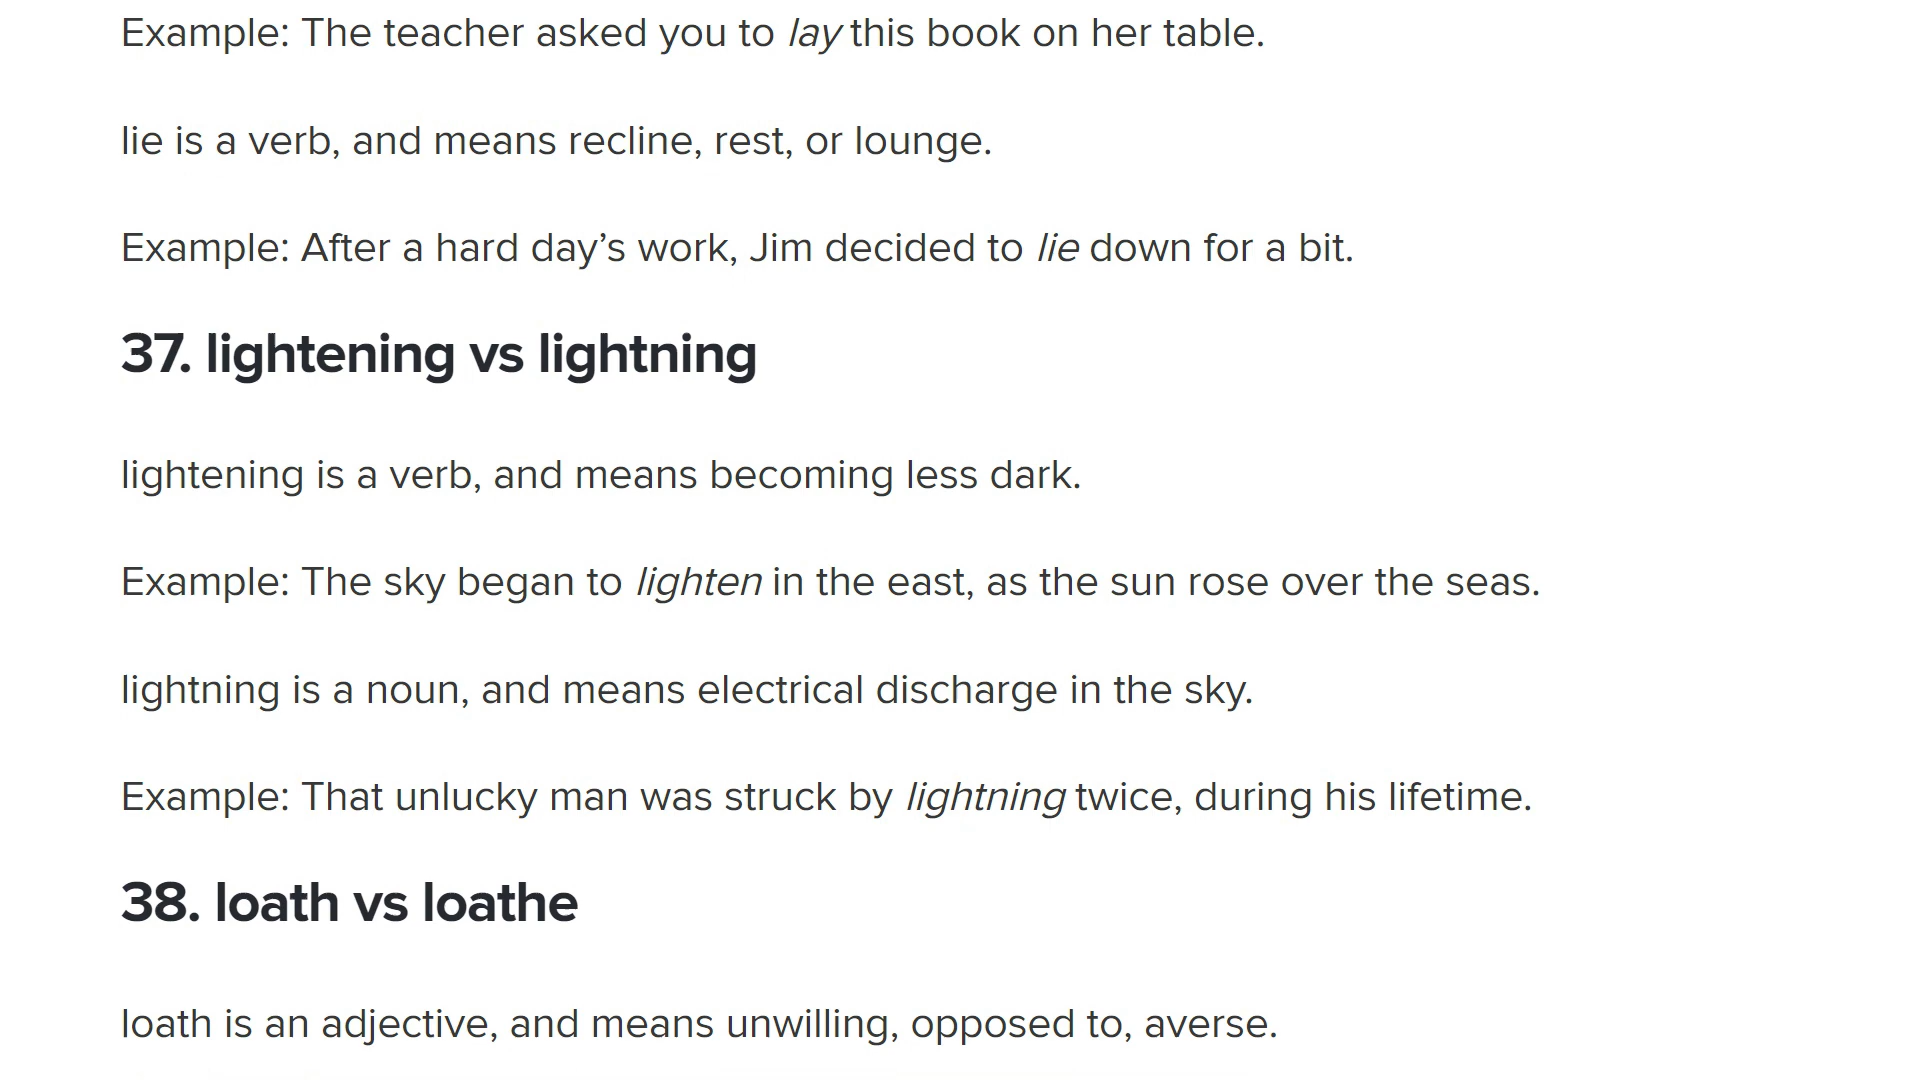 Example: The teacher asked you to lay this book on her table.
lie is a verb, and means recline, rest, or lounge.
Example: After a hard day’s work, Jim decided to lie down for a bit.
37. lightening vs lightning
lightening is a verb, and means becoming less dark.
Example: The sky began to lighten in the east, as the sun rose over the seas.
lightning is a noun, and means electrical discharge in the sky.
Example: That unlucky man was struck by lightning twice, during his lifetime.
38. loath vs loathe
loath is an adjective, and means unwilling, opposed to, averse.